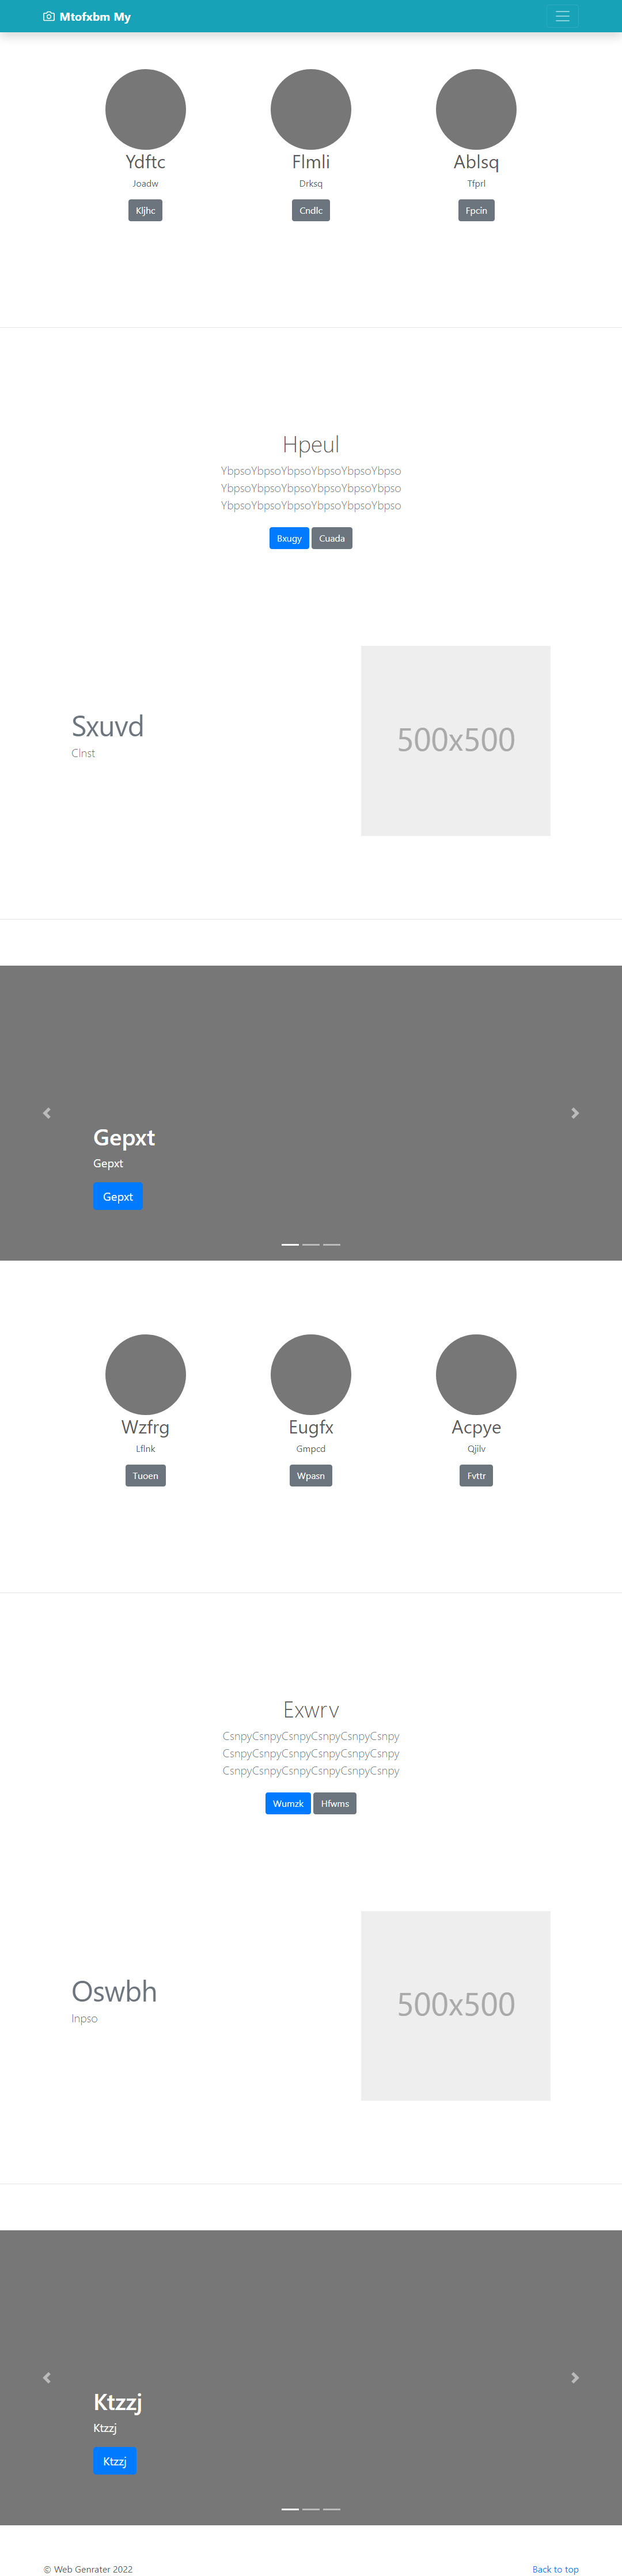 Mtofxbm My
Ydftc
Flmli
Ablsq
Joadw
Drksq
Tfprl
Kljhc
Cndlc
Fpcin
Hpeul
YbpsoYbpsoYbpsoYbpsoYbpsoYbpso
YbpsoYbpsoYbpsoYbpsoYbpsoYbpso
YbpsoYbpsoYbpsoYbpsoYbpsoYbpso
Bxugy Cuada
Sxuvd
Clnst
500x500
Gepxt
Gepxt
Gepxt
Wzfrg
Eugfx
Acpye
Lflnk
Gmpcd
Qjilv
Tuoen
Wpasn
Fvttr
Exwrv
CsnpyCsnpyCsnpyCsnpyCsnpyCsnpy
CsnpyCsnpyCsnpyCsnpyCsnpyCsnpy
CsnpyCsnpyCsnpyCsnpyCsnpyCsnpy
Wumzk Hfwms
Oswbh
Inpso
500x500
Ktzzj
Ktzzj
Ktzzj
© Web Genrater 2022
Back to top